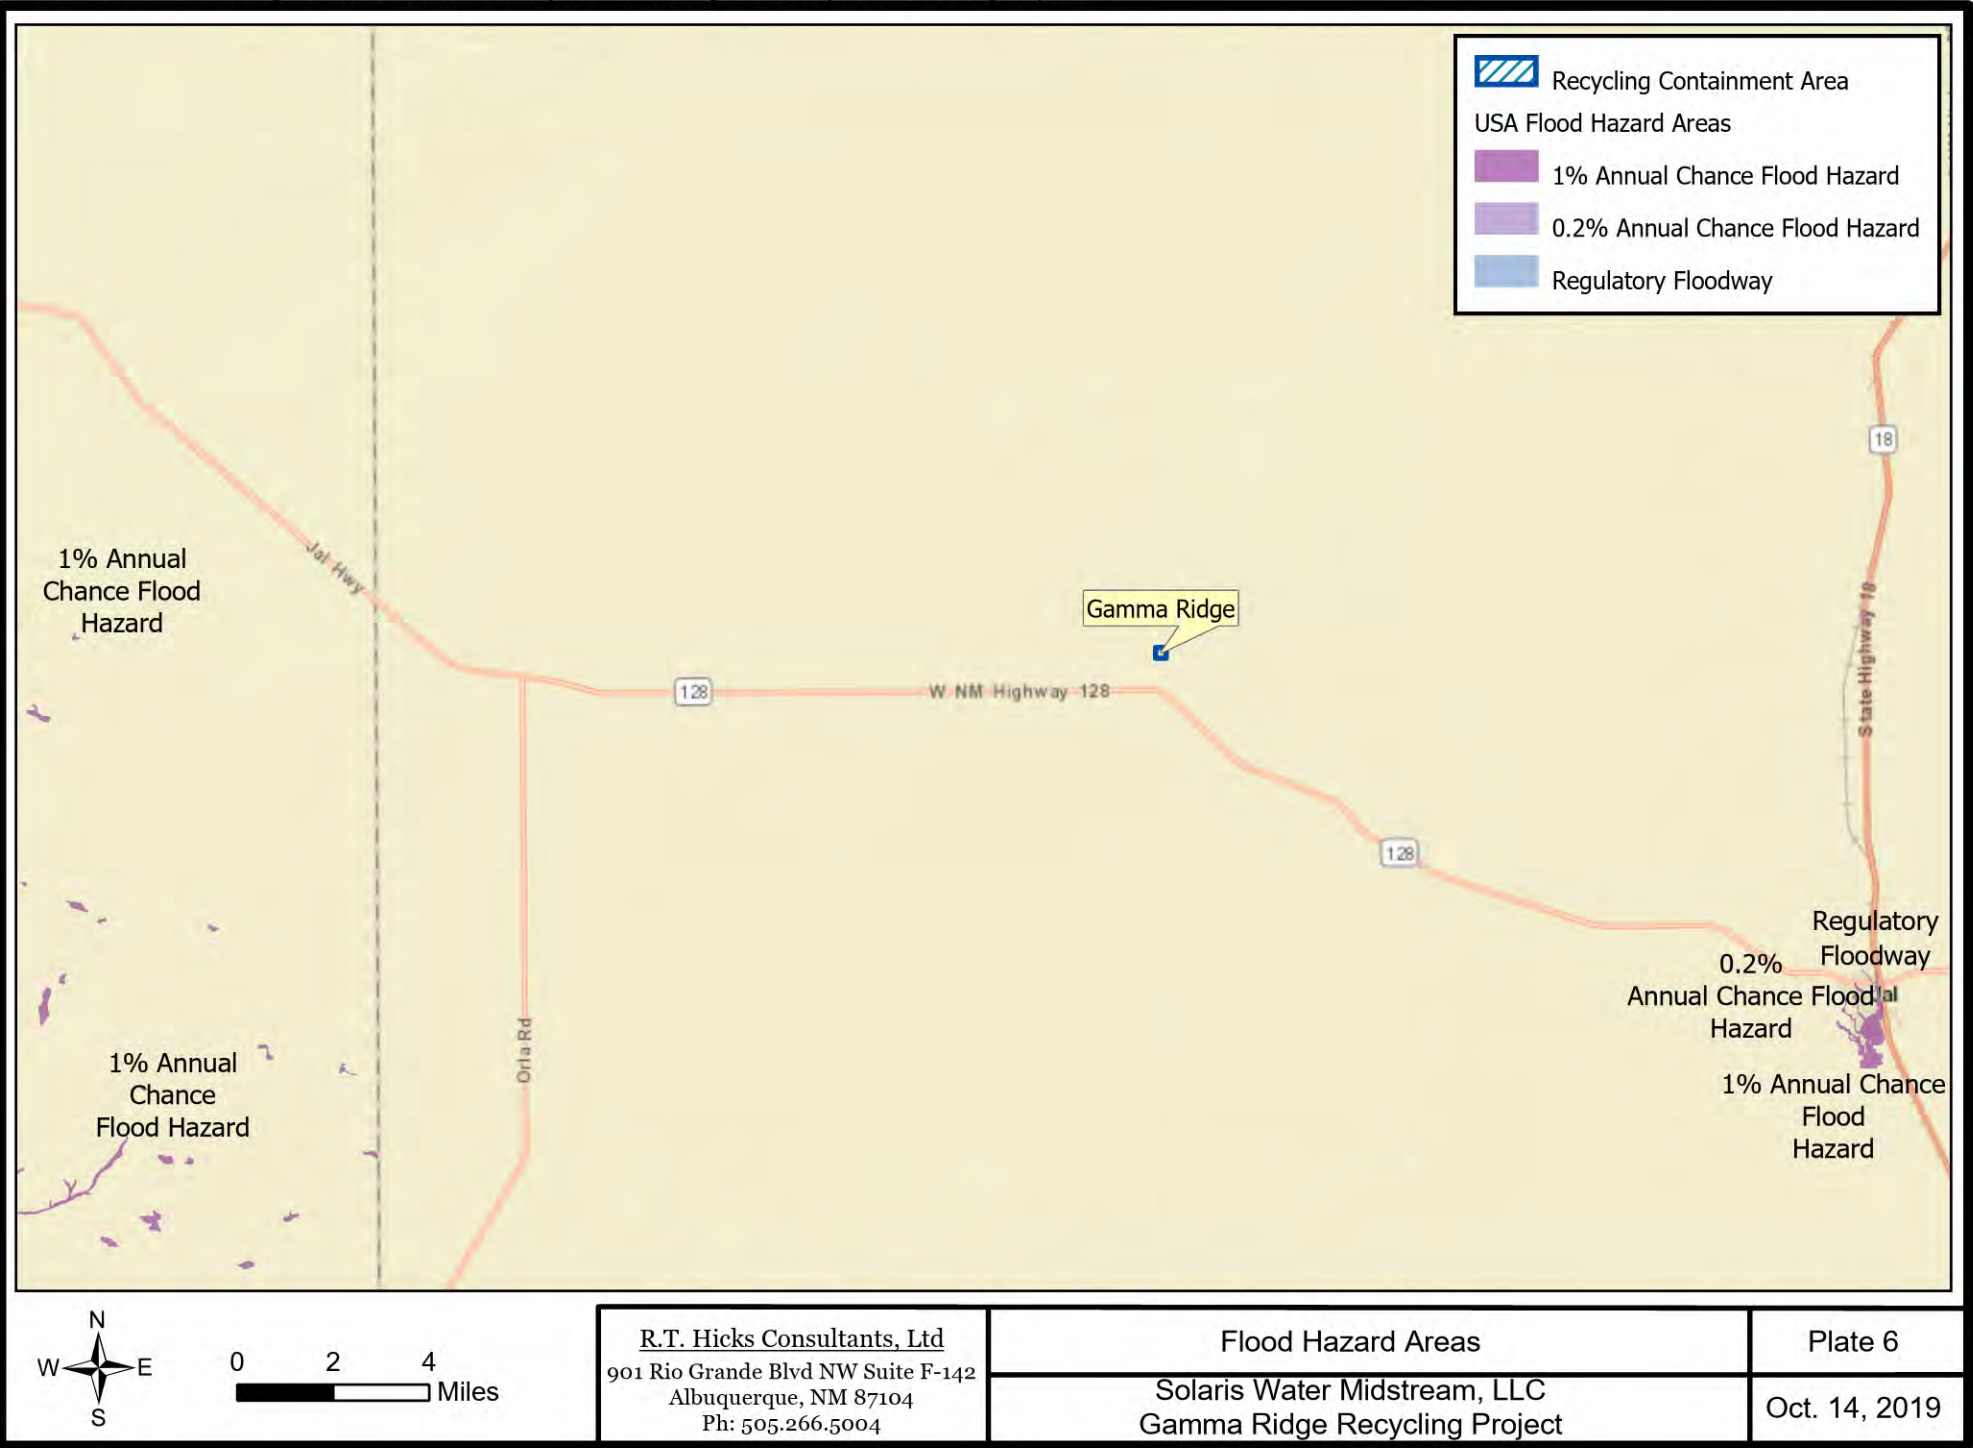 Recycling Containment Area
USA Flood Hazard Areas
1% Annual Chance Flood Hazard
0.2% Annual Chance Flood Hazard
Regulatory Floodway
18
1% Annual
Chance Flood
Hazard
Jal Hwy
Gamma Ridge
128
W NM Highway 128
State Highway 18
128
Regulatory
Floodway
0.2%
Annual Chance Flood
Hazard
Jal
Orla Rd
1% Annual
Chance
Flood Hazard
1% Annual Chance
Flood
Hazard
N
W E
S
0 2 4
Miles
R.T. Hicks Consultants, Ltd
901 Rio Grande Blvd NW Suite F-142
Albuquerque, NM 87104
Ph: 505.266.5004
Flood Hazard Areas
Solaris Water Midstream, LLC
Gamma Ridge Recycling Project
Plate 6
Oct. 14, 2019